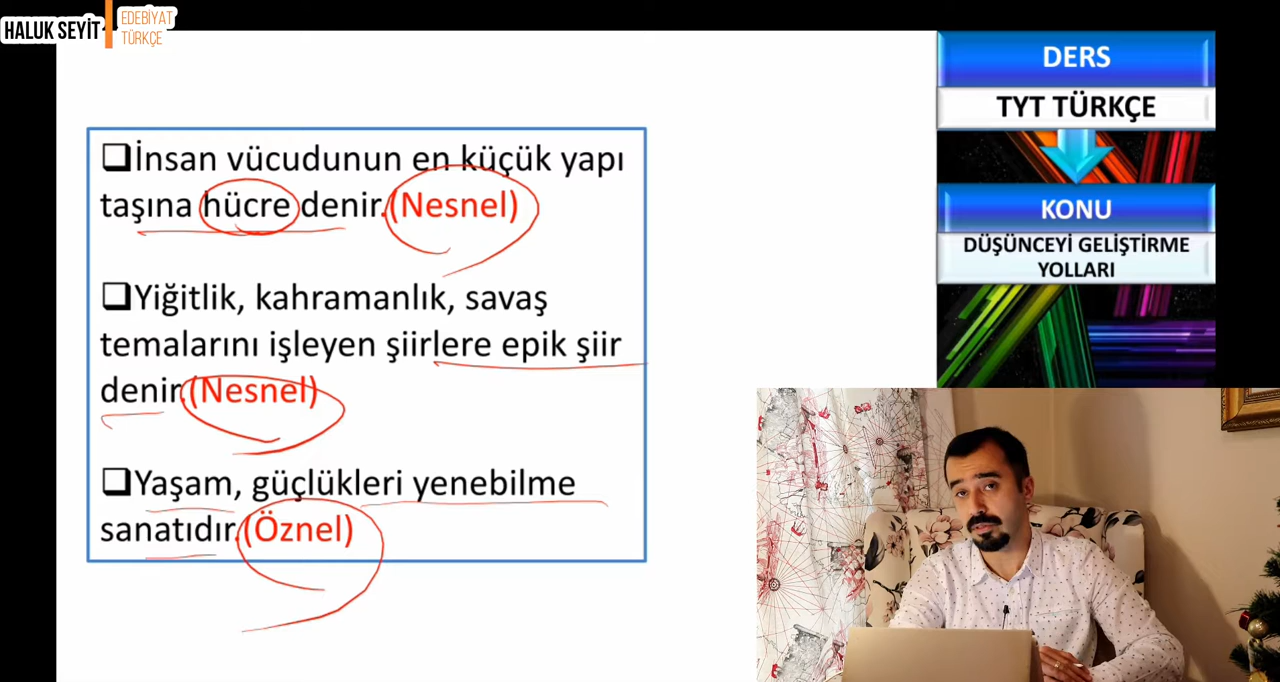 HALUK SEYİT
EDEBİYAT
TÜRKÇE
İnsan vücudunun en küçük yapı
taşına hücre denir.(Nesnel)
Yiğitlik, kahramanlık, savaş
temalarını işleyen şiirlere epik şiir
denir.(Nesnel)
Yaşam, güçlükleri yenebilme
sanatıdır.(Öznel)
DERS
TYT TÜRKÇE
KONU
DÜŞÜNCEYİ GELİŞTİRME
YOLLARI